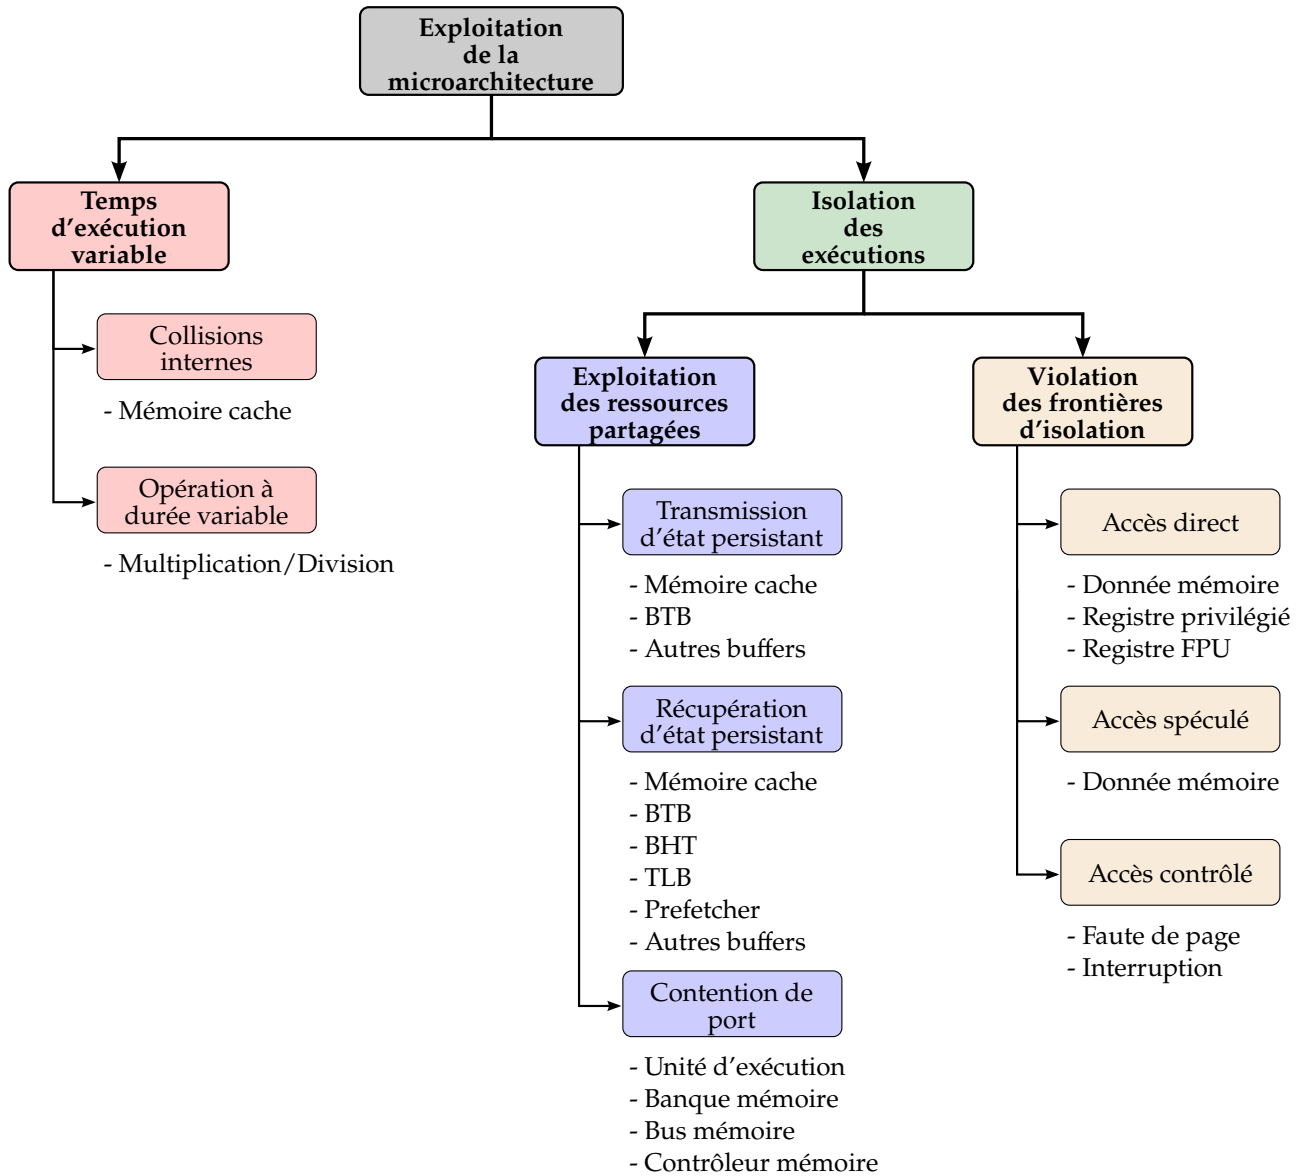 Exploitation
de la
microarchitecture
Temps
d'exécution
variable
Collisions
internes
- Mémoire cache
Opération à
durée variable
- Multiplication/Division
Isolation
des
exécutions
Exploitation
des ressources
partagées
Transmission
d'état persistant
- Mémoire cache
- BTB
- Autres buffers
Récupération
d'état persistant
- Mémoire cache
- BTB
- BHT
- TLB
- Prefetcher
- Autres buffers
Contention de
port
- Unité d'exécution
- Banque mémoire
- Bus mémoire
- Contrôleur mémoire
Violation
des frontières
d'isolation
Accès direct
- Donnée mémoire
- Registre privilégié
- Registre FPU
Accès spéculé
- Donnée mémoire
Accès contrôlé
- Faute de page
- Interruption